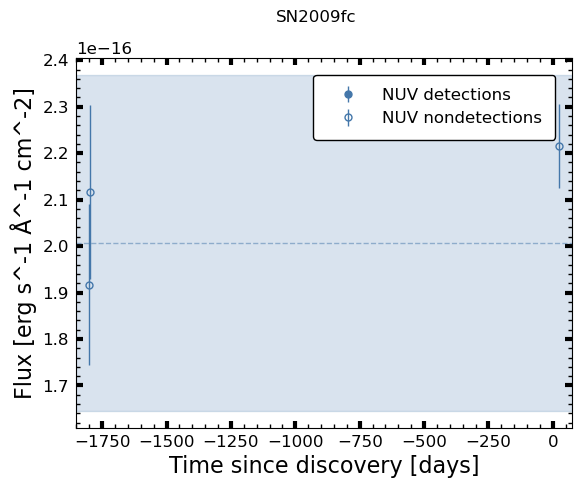 SN2009fc
1e−16
2.4
2.3
2.2
2.1
2.0
1.9
1.8
1.7
Flux [erg s^-1 Å^-1 cm^-2]
NUV detections
NUV nondetections
−1750 −1500 −1250 −1000 −750 −500 −250 0
Time since discovery [days]